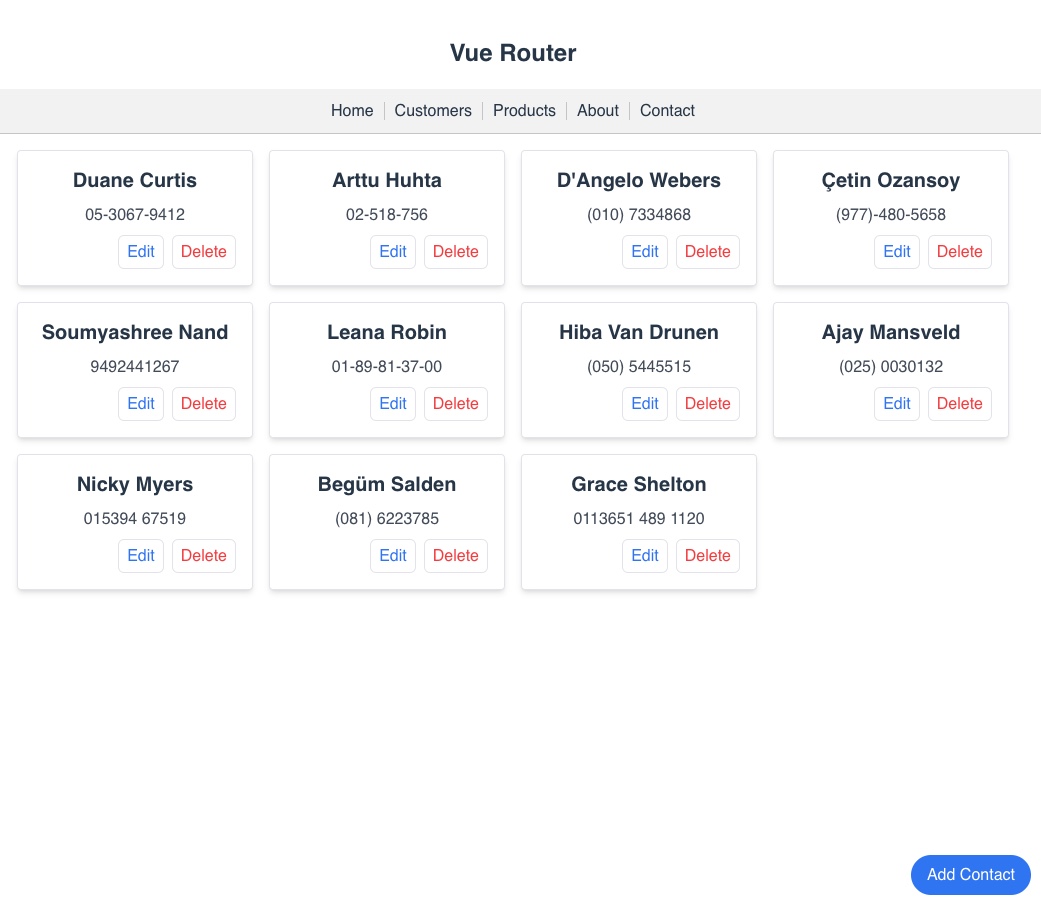 Vue Router
Home Customers Products About Contact
Duane Curtis
05-3067-9412
Edit Delete
Arttu Huhta
02-518-756
Edit Delete
D'Angelo Webers
(010) 7334868
Edit Delete
Çetin Ozansoy
(977)-480-5658
Edit Delete
Soumyashree Nand
9492441267
Edit Delete
Leana Robin
01-89-81-37-00
Edit Delete
Hiba Van Drunen
(050) 5445515
Edit Delete
Ajay Mansveld
(025) 0030132
Edit Delete
Nicky Myers
015394 67519
Edit Delete
Begüm Salden
(081) 6223785
Edit Delete
Grace Shelton
0113651 489 1120
Edit Delete
Add Contact